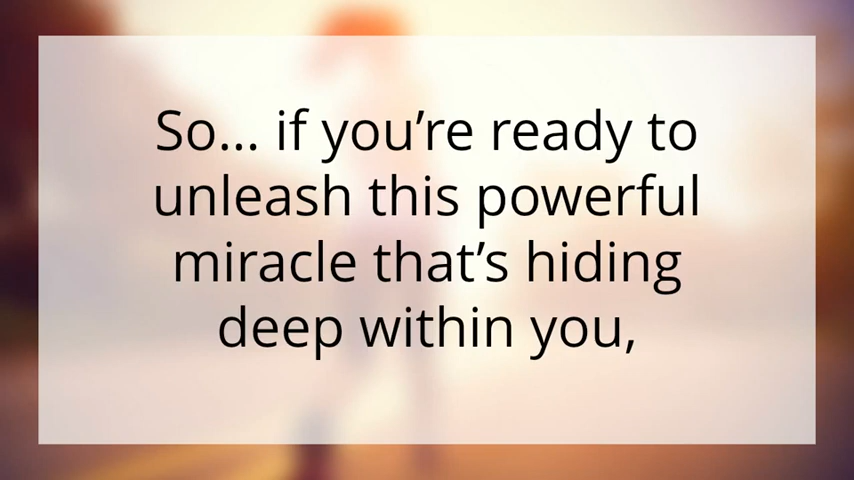 So... if you’re ready to
unleash this powerful
miracle that’s hiding
deep within you,